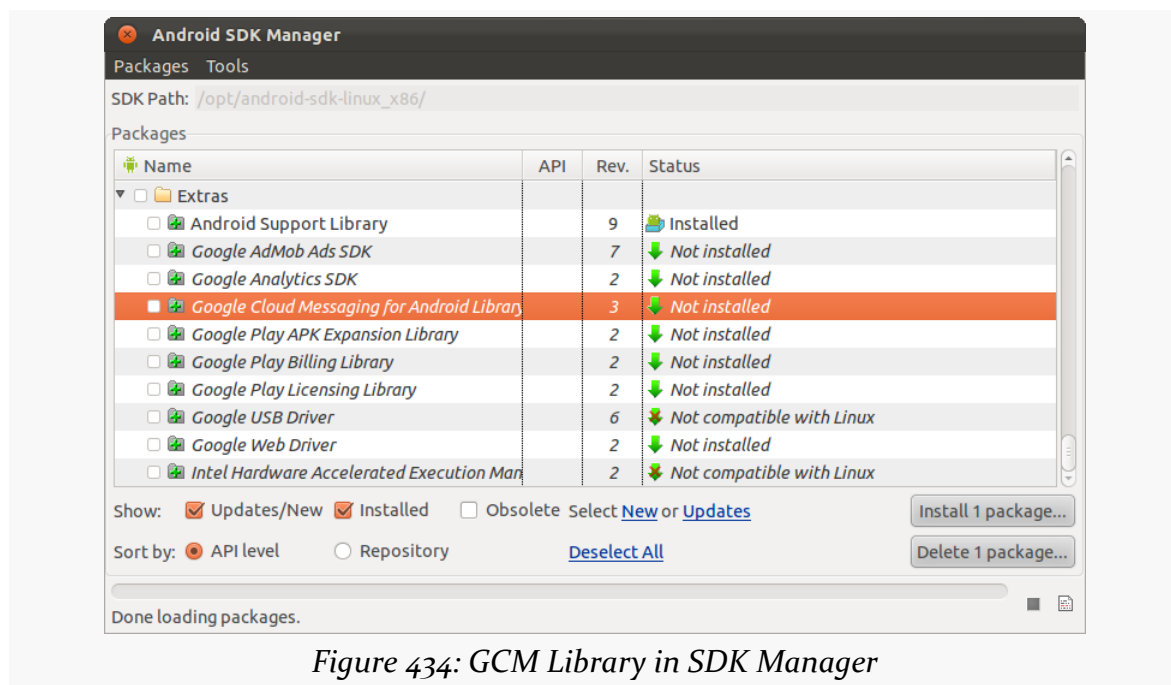 Android SDK Manager
Packages Tools
SDK Path: /opt/android-sdk-linux_x86/
Packages
Name API Rev. Status
Extras
Android Support Library 9 Installed
Google AdMob Ads SDK 7 Not installed
Google Analytics SDK 2 Not installed
Google Cloud Messaging for Android Library 3 Not installed
Google Play APK Expansion Library 2 Not installed
Google Play Billing Library 2 Not installed
Google Play Licensing Library 2 Not installed
Google USB Driver 6 Not compatible with Linux
Google Web Driver 2 Not installed
Intel Hardware Accelerated Execution Man 2 Not compatible with Linux
Show: Updates/New Installed Obsolete Select New or Updates Install 1 package...
Sort by: API level Repository Deselect All Delete 1 package...
Done loading packages.
Figure 434: GCM Library in SDK Manager